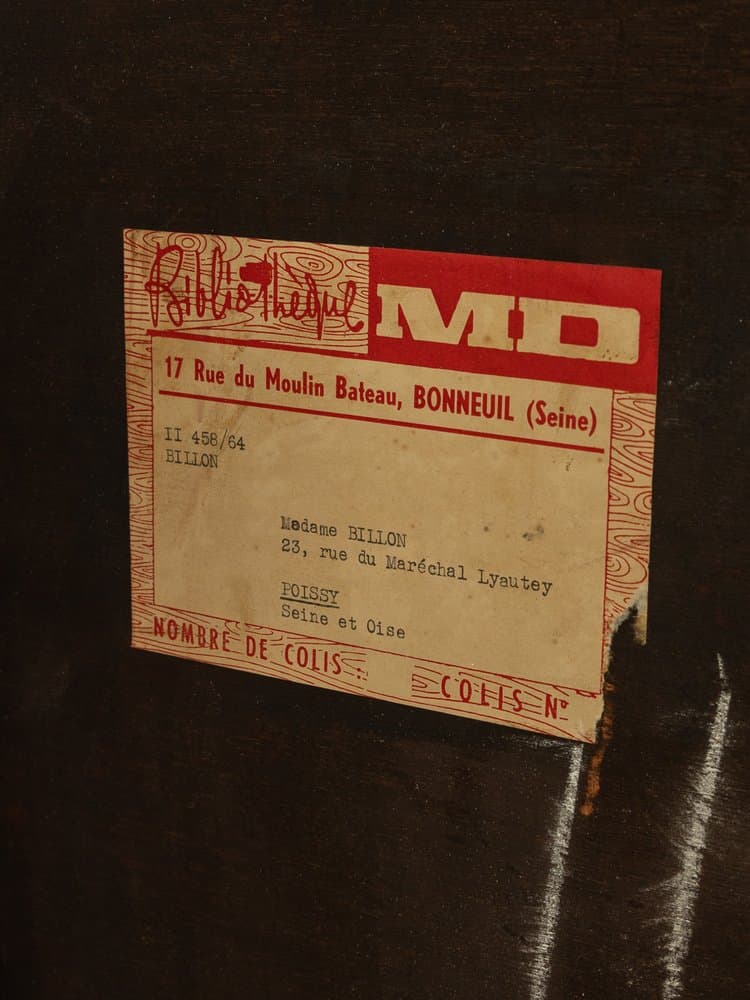 Bibliothèque MD
17 Rue du Moulin Bateau, BONNEUIL (Seine)
II 458/64
BILLON
Madame BILLON
23, rue du Maréchal Lyautey
POISSY
Seine et Oise
NOMBRE DE COLIS : COLIS Nº